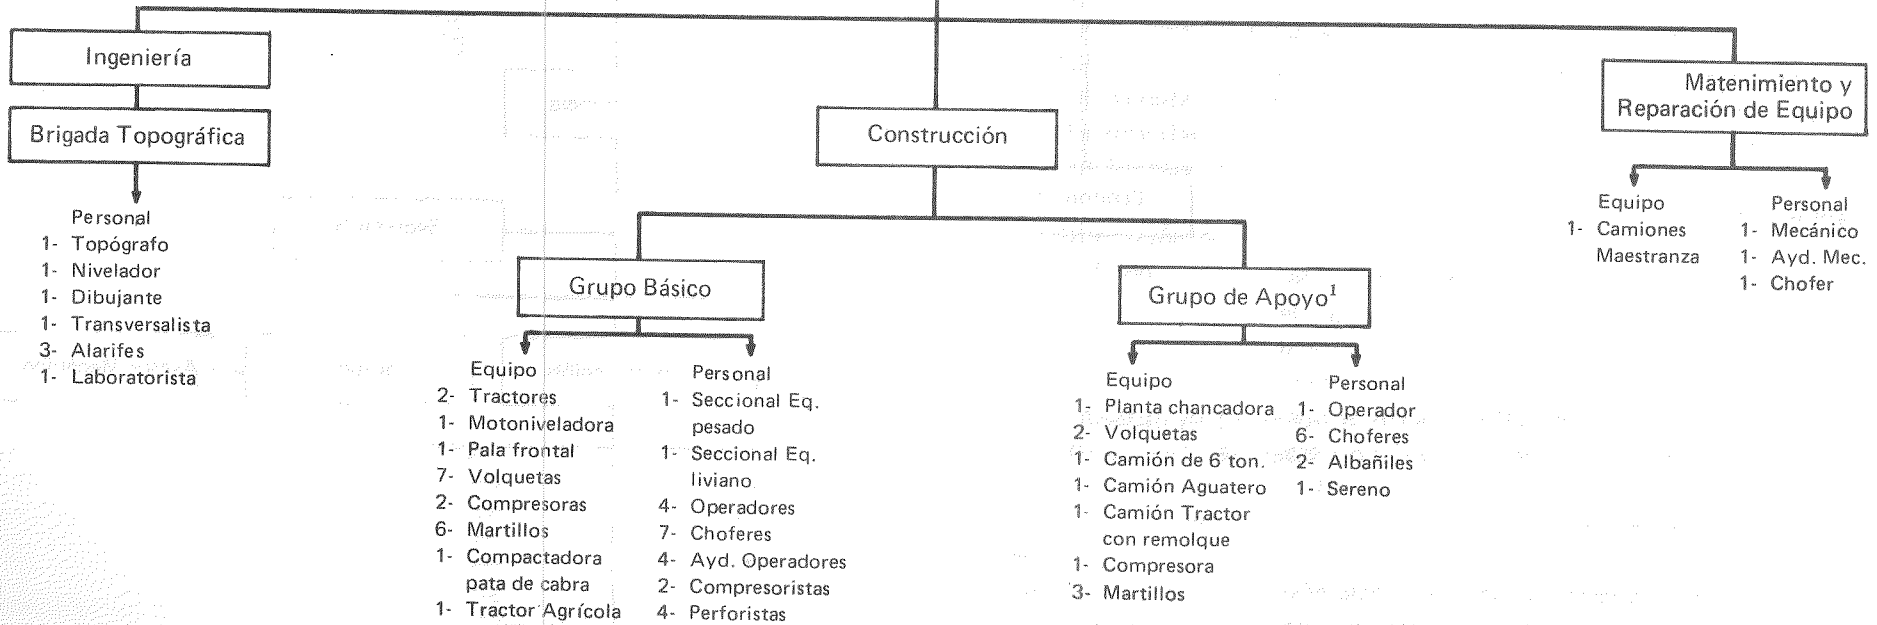 Ingeniería
Brigada Topográfica
Personal
1- Topógrafo
1- Nivelador
1- Dibujante
1- Transversalista
3- Alarifes
1- Laboratorista
Construcción
Grupo Básico
Equipo
2- Tractores
1- Motoniveladora
1- Pala frontal
7- Volquetas
2- Compresoras
6- Martillos
1- Compactadora
pata de cabra
1- Tractor Agrícola
Personal
1- Seccional Eq.
pesado
1- Seccional Eq.
liviano
4- Operadores
7- Choferes
4- Ayd. Operadores
2- Compresoristas
4- Perforistas
Grupo de Apoyo¹
Equipo
1- Planta chancadora
2- Volquetas
1- Camión de 6 ton.
1- Camión Aguatero
1- Camión Tractor
con remolque
1- Compresora
3- Martillos
Personal
1- Operador
6- Choferes
2- Albañiles
1- Sereno
Matenimiento y
Reparación de Equipo
Equipo
1- Camiones
Maestranza
Personal
1- Mecánico
1- Ayd. Mec.
1- Chofer